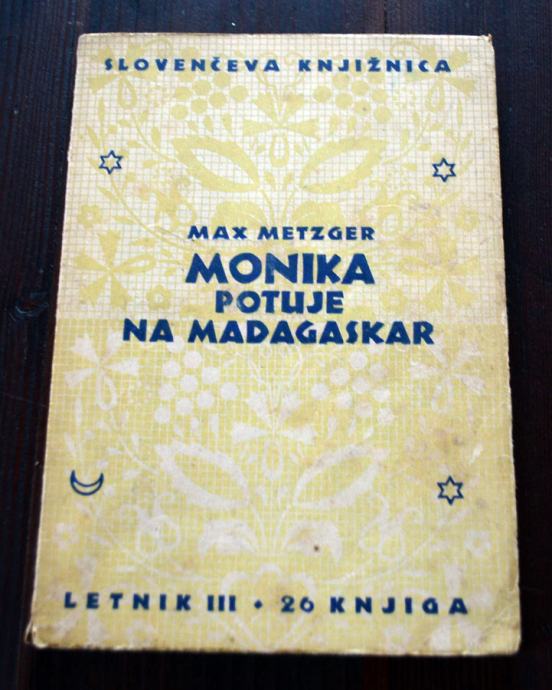 SLOVENČEVA KNJIŽNICA
MAX METZGER
MONIKA
POTUJE
NA MADAGASKAR
LETNIK III • 26 KNJIGA